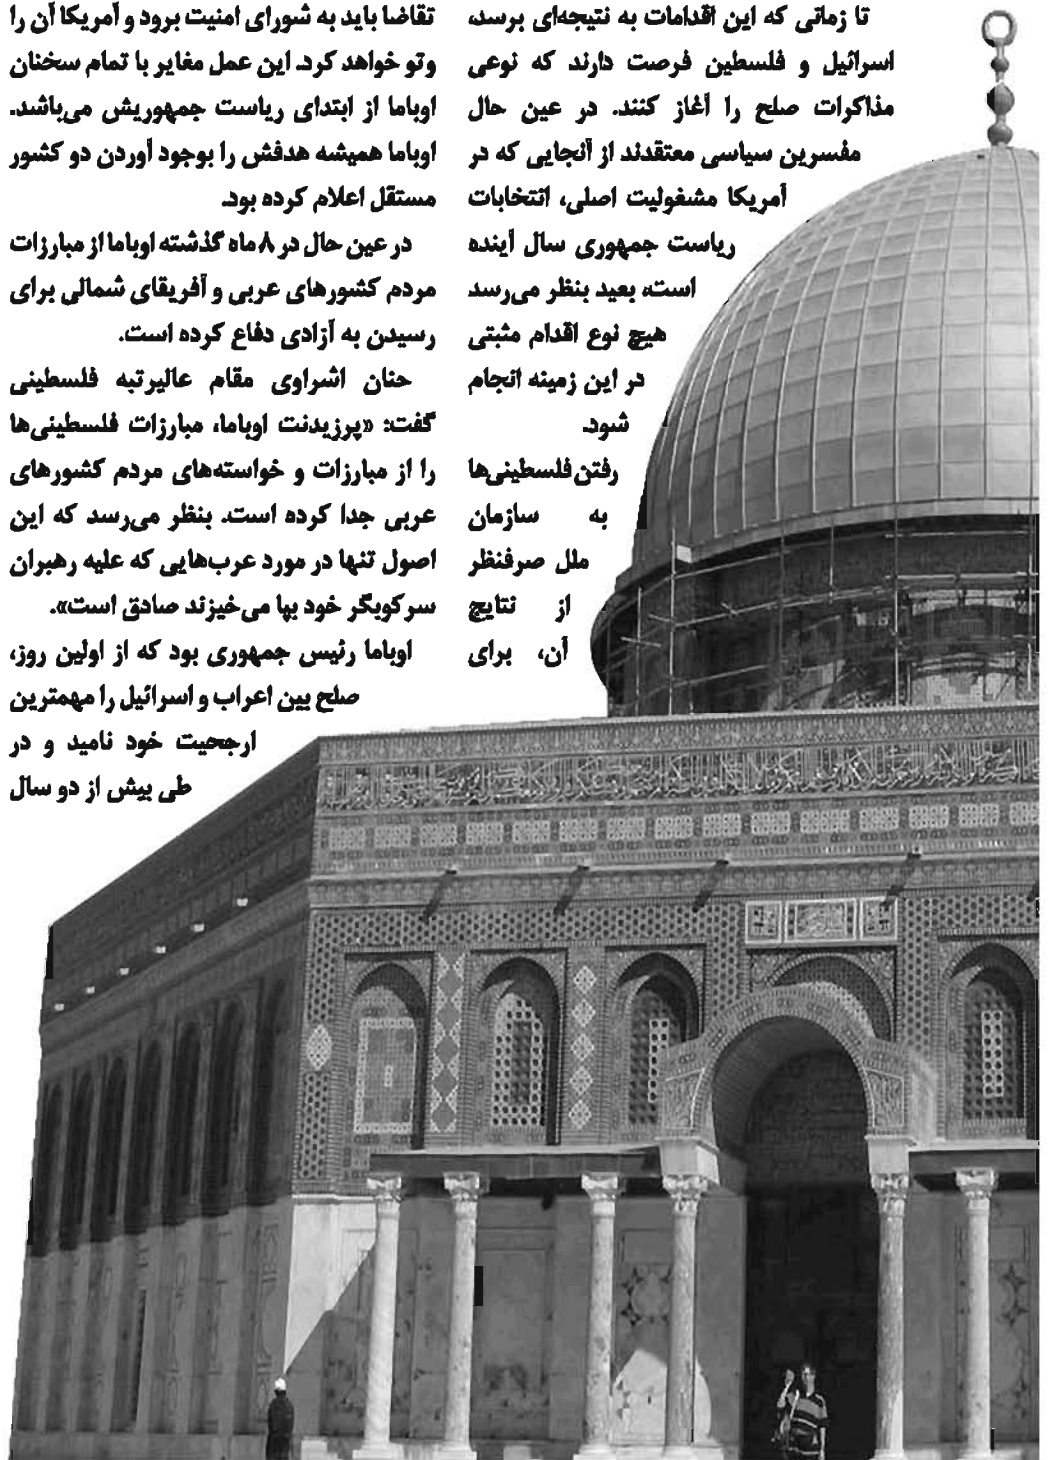 تا زمانی که این اقدامات به نتیجه‌ای برسد،
اسرائیل و فلسطین فرصت دارند که نوعی
مذاکرات صلح را آغاز کنند. در عین حال
مفسرین سیاسی معتقدند از آنجایی که در
آمریکا مشغولیت اصلی، انتخابات
ریاست جمهوری سال آینده
است، بعید بنظر می‌رسد
هیچ نوع اقدام مثبتی
در این زمینه انجام
شود.
رفتن فلسطینی‌ها
به سازمان
ملل صرفنظر
از نتایج
آن، برای
تقاضا باید به شورای امنیت برود و آمریکا آن را
وتو خواهد کرد. این عمل مغایر با تمام سخنان
اوباما از ابتدای ریاست جمهوریش می‌باشد.
اوباما همیشه هدفش را بوجود آوردن دو کشور
مستقل اعلام کرده بود.
در عین حال در ۸ ماه گذشته اوباما از مبارزات
مردم کشورهای عربی و آفریقای شمالی برای
رسیدن به آزادی دفاع کرده است.
حنان اشراوی مقام عالیرتبه فلسطینی
گفت: «پرزیدنت اوباما، مبارزات فلسطینی‌ها
را از مبارزات و خواسته‌های مردم کشورهای
عربی جدا کرده است. بنظر می‌رسد که این
اصول تنها در مورد عرب‌هایی که علیه رهبران
سرکوبگر خود بپا می‌خیزند صادق است».
اوباما رئیس جمهوری بود که از اولین روز،
صلح بین اعراب و اسرائیل را مهمترین
ارجحیت خود نامید و در
طی بیش از دو سال